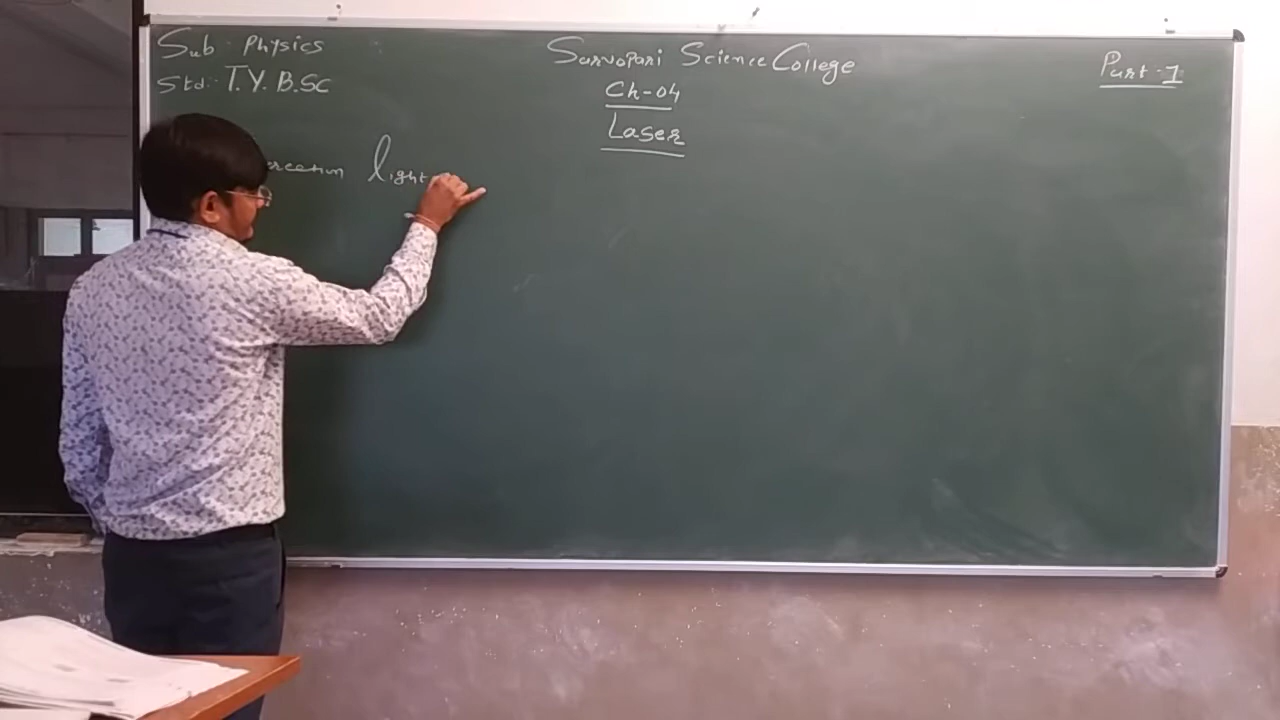 Sub: Physics
Std: T.Y.B.Sc
Sarvopari Science College
Ch-04
Laser
Part-1
light